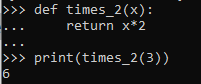 >>> def times_2(x):
...     return x*2
...
>>> print(times_2(3))
6